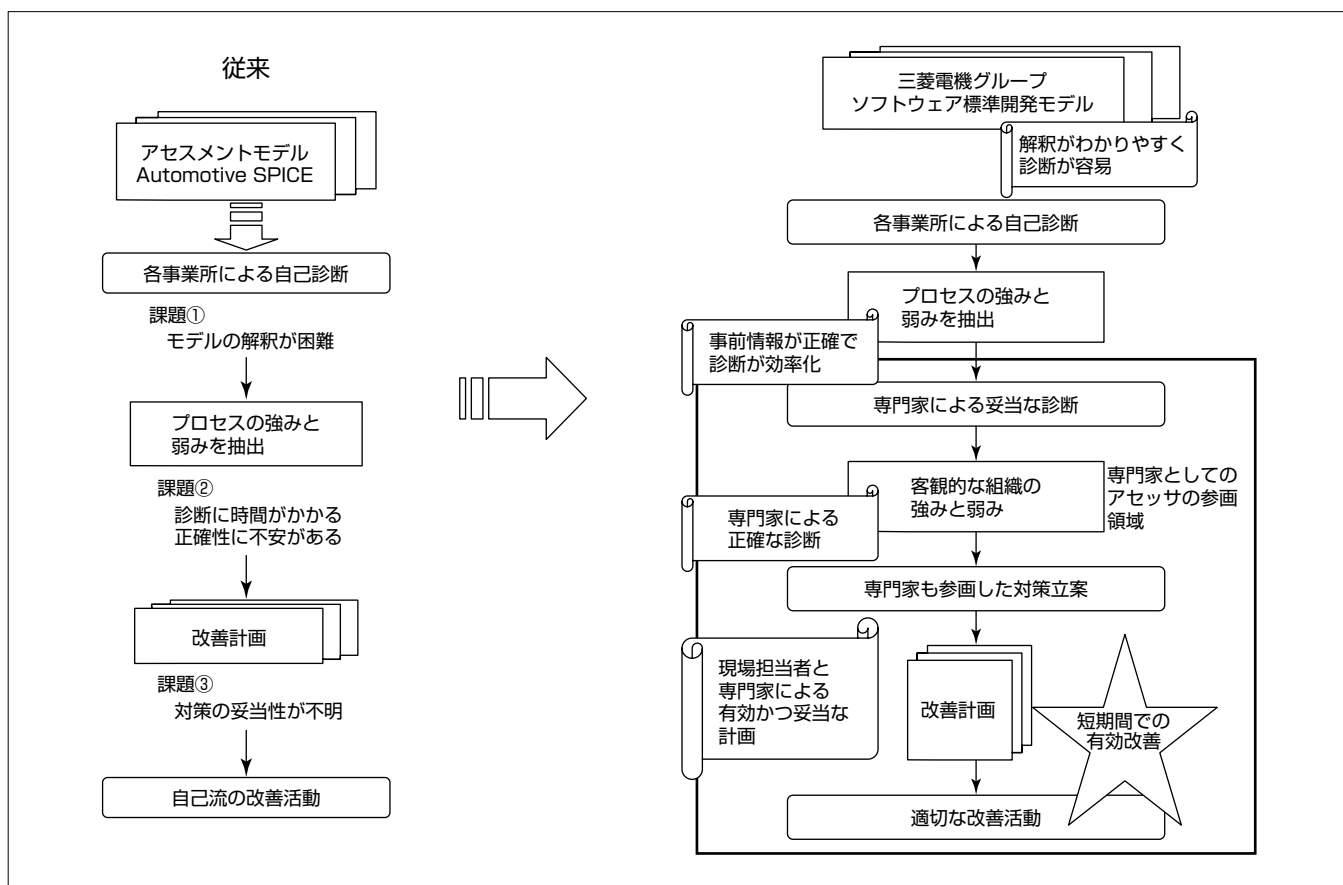 従来
アセスメントモデル
Automotive SPICE
各事業所による自己診断
課題①
モデルの解釈が困難
プロセスの強みと
弱みを抽出
課題②
診断に時間がかかる
正確性に不安がある
改善計画
課題③
対策の妥当性が不明
自己流の改善活動
三菱電機グループ
ソフトウェア標準開発モデル
解釈がわかりやすく
診断が容易
各事業所による自己診断
プロセスの強みと
弱みを抽出
事前情報が正確で
診断が効率化
専門家による妥当な診断
客観的な組織の
強みと弱み
専門家としての
アセッサの参画
領域
専門家による
正確な診断
専門家も参画した対策立案
現場担当者と
専門家による
有効かつ妥当な
計画
改善計画
短期間での
有効改善
適切な改善活動